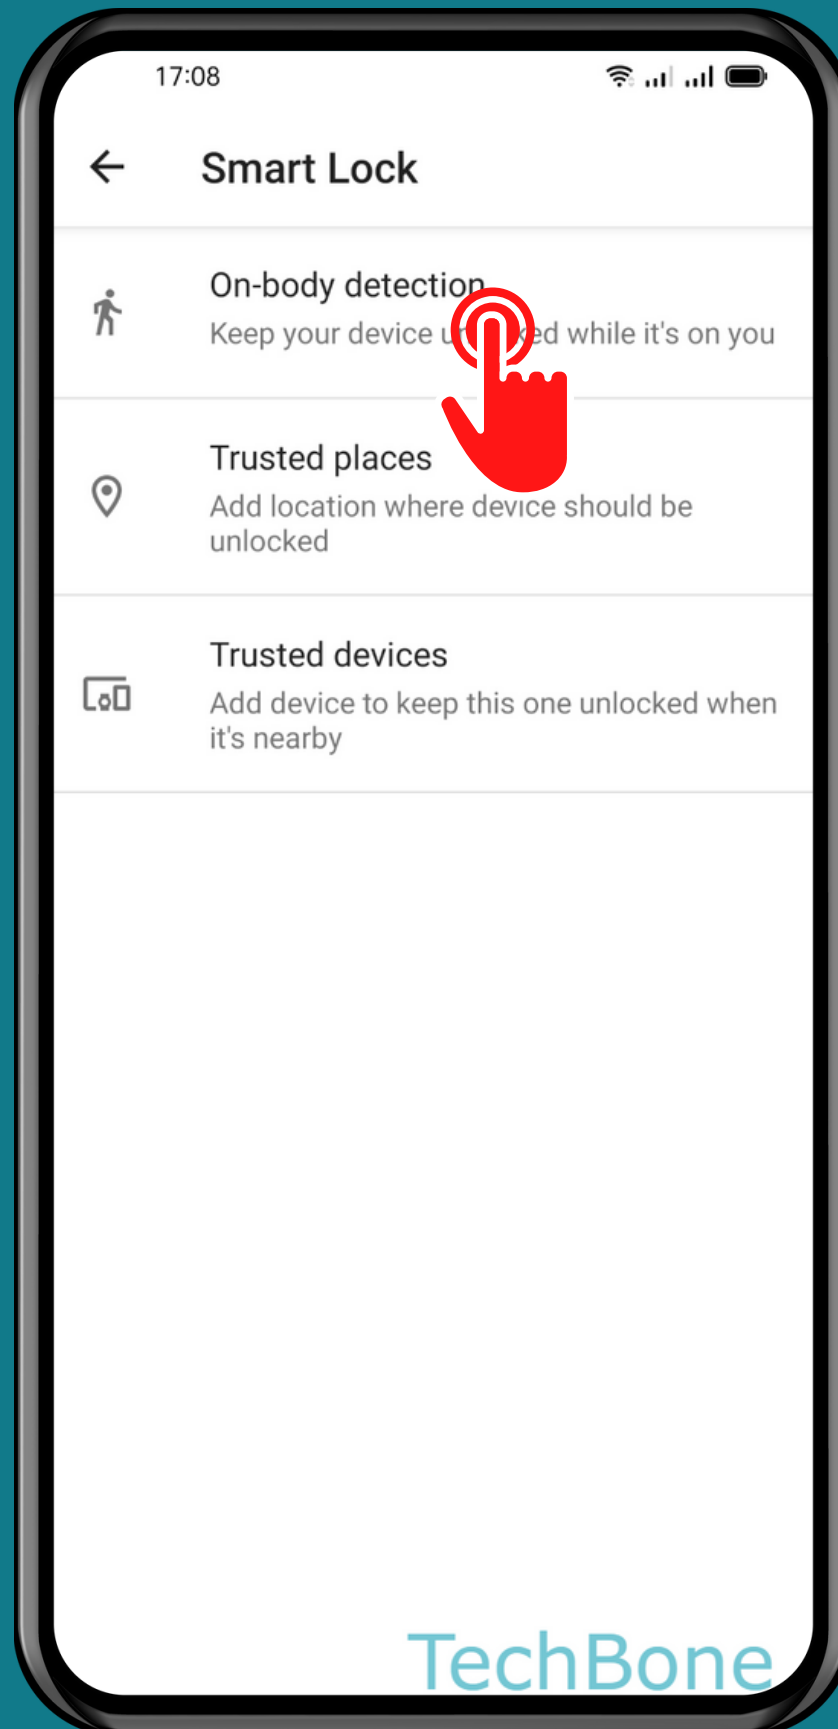 17:08
Smart Lock
On-body detection
Keep your device while it's on you
Trusted places
Add location where device should be
unlocked
Trusted devices
Add device to keep this one unlocked when
it's nearby
TechBone